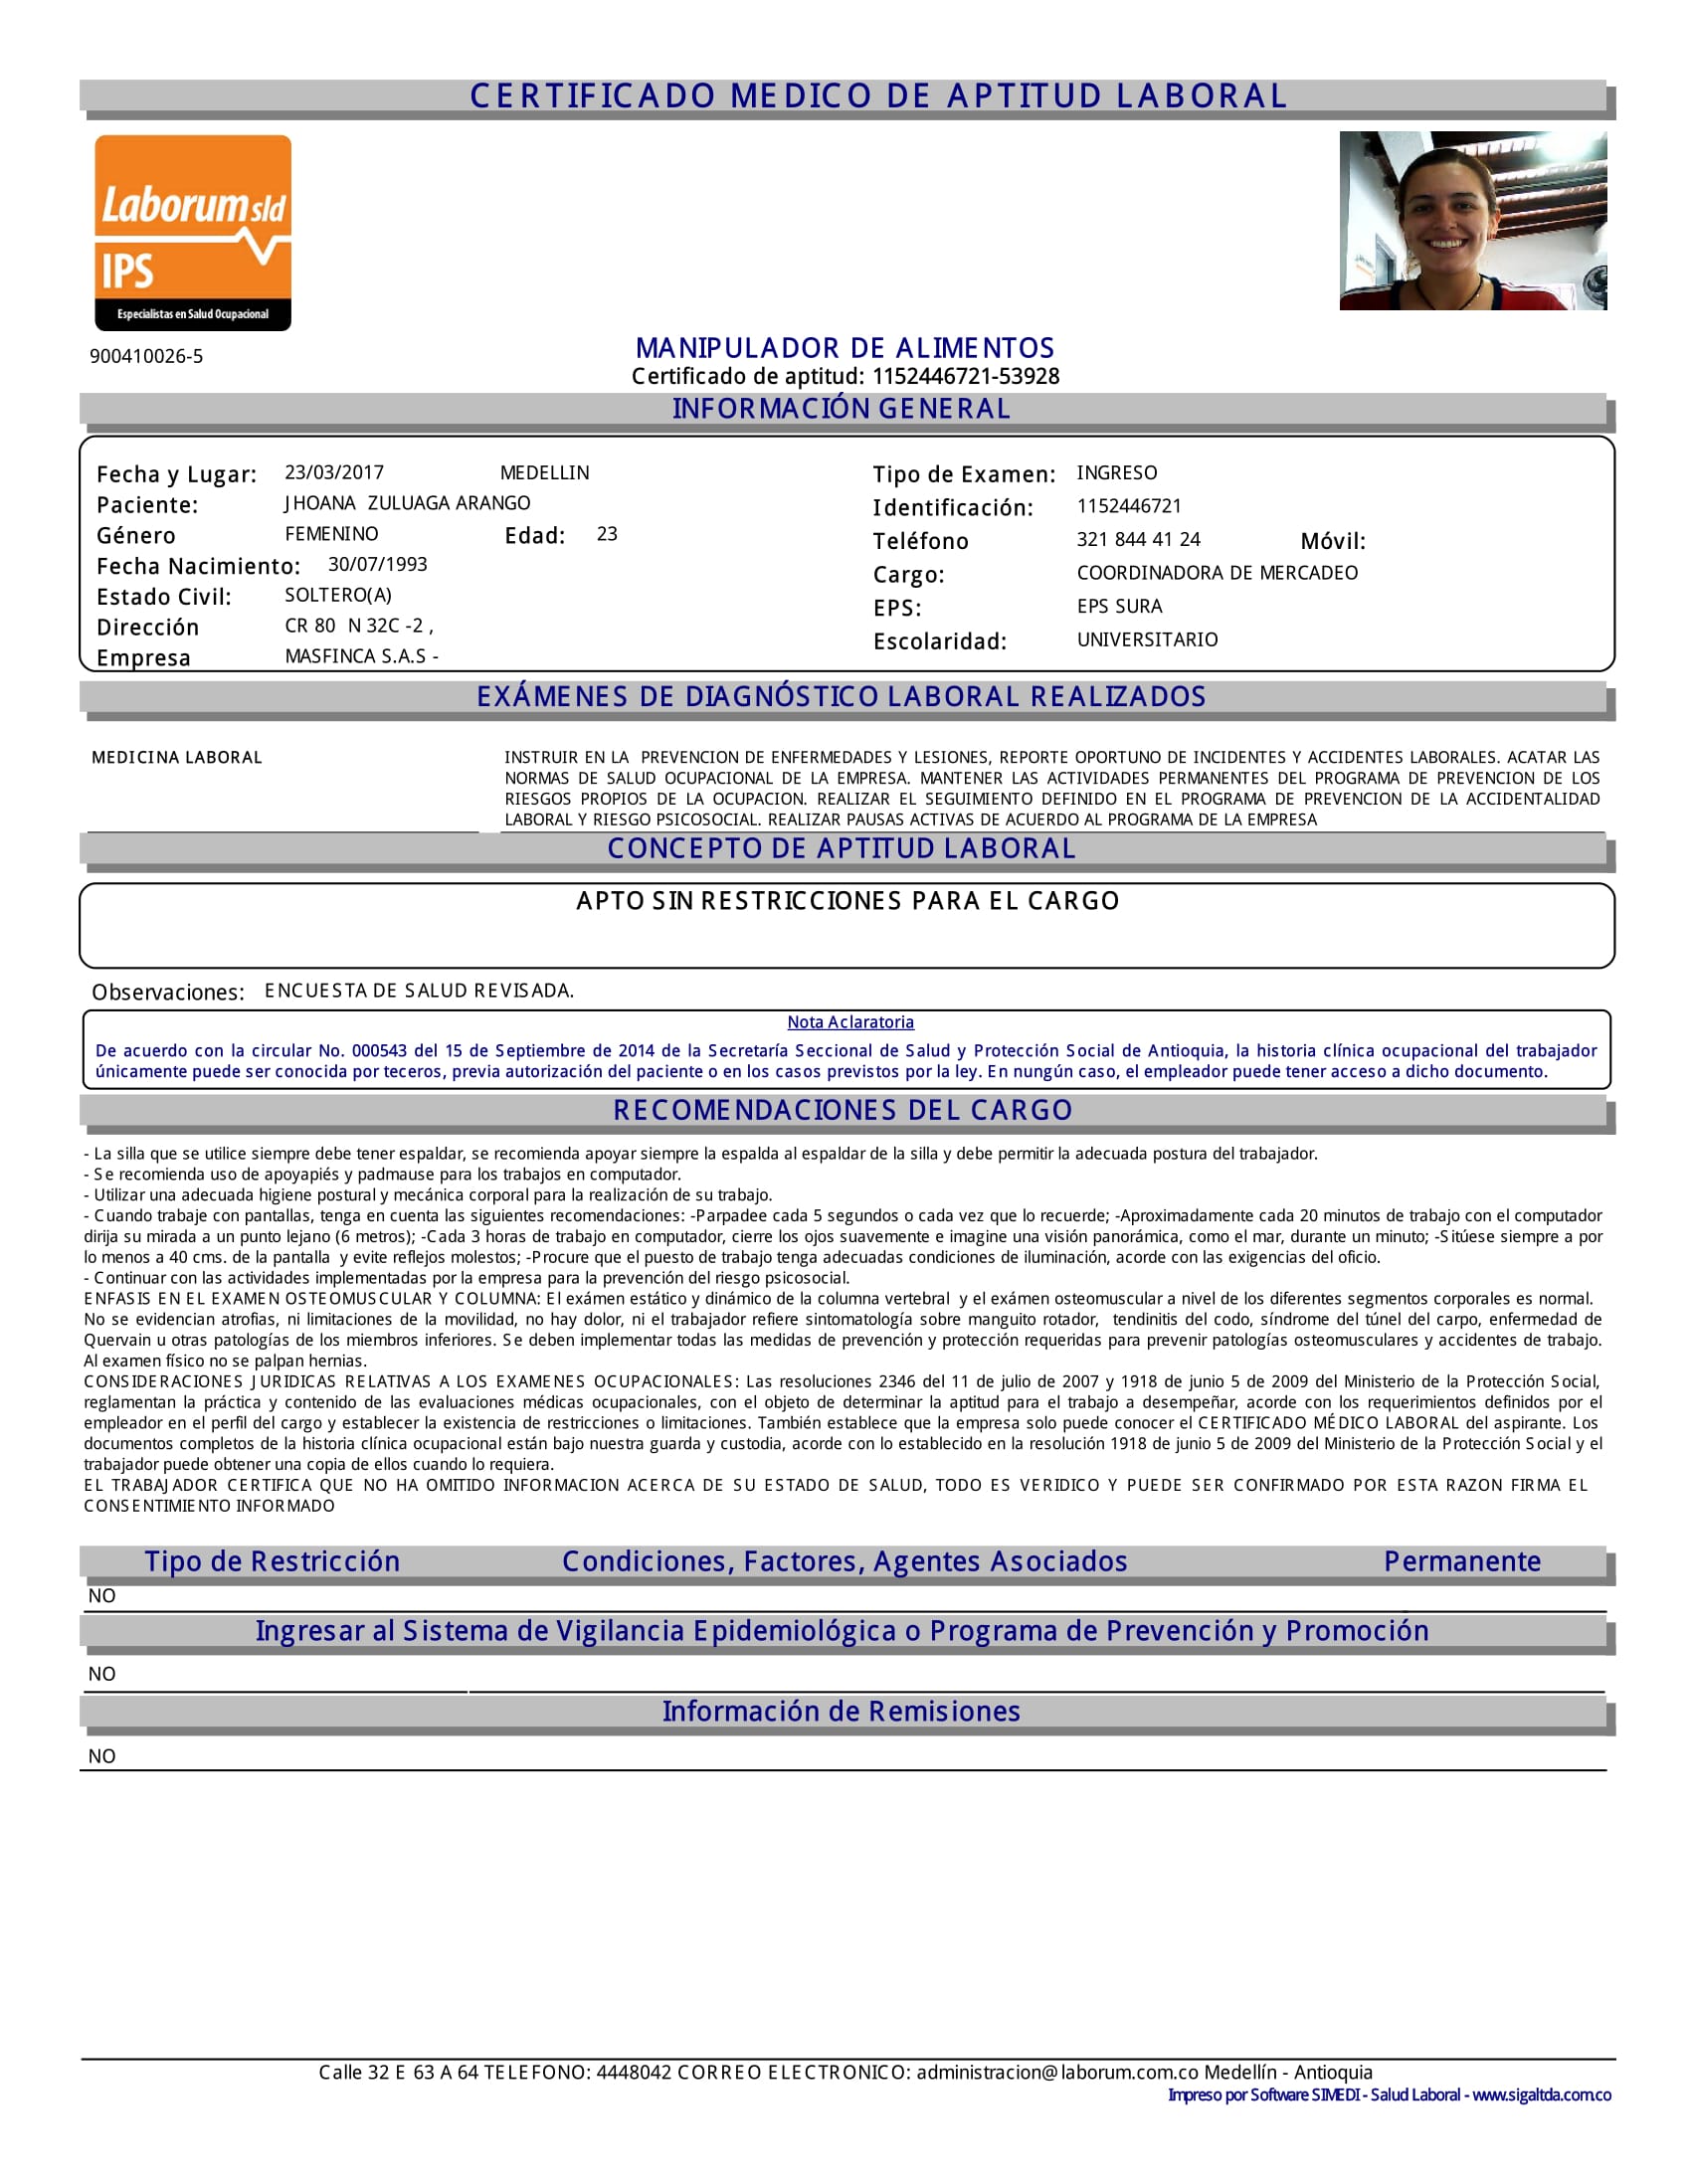 CERTIFICADO MEDICO DE APTITUD LABORAL
Laborum sld
IPS
Especialistas en Salud Ocupacional
900410026-5
MANIPULADOR DE ALIMENTOS
Certificado de aptitud: 1152446721-53928
INFORMACIÓN GENERAL
Fecha y Lugar: 23/03/2017 MEDELLIN Tipo de Examen: INGRESO
Paciente: JHOANA ZULUAGA ARANGO Identificación: 1152446721
Género FEMENINO Edad: 23 Teléfono 321 844 41 24 Móvil:
Fecha Nacimiento: 30/07/1993 Cargo: COORDINADORA DE MERCADEO
Estado Civil: SOLTERO(A) EPS: EPS SURA
Dirección CR 80 N 32C -2 , Escolaridad: UNIVERSITARIO
Empresa MASFINCA S.A.S -
EXÁMENES DE DIAGNÓSTICO LABORAL REALIZADOS
MEDICINA LABORAL INSTRUIR EN LA PREVENCION DE ENFERMEDADES Y LESIONES, REPORTE OPORTUNO DE INCIDENTES Y ACCIDENTES LABORALES. ACATAR LAS
NORMAS DE SALUD OCUPACIONAL DE LA EMPRESA. MANTENER LAS ACTIVIDADES PERMANENTES DEL PROGRAMA DE PREVENCION DE LOS
RIESGOS PROPIOS DE LA OCUPACION. REALIZAR EL SEGUIMIENTO DEFINIDO EN EL PROGRAMA DE PREVENCION DE LA ACCIDENTALIDAD
LABORAL Y RIESGO PSICOSOCIAL. REALIZAR PAUSAS ACTIVAS DE ACUERDO AL PROGRAMA DE LA EMPRESA
CONCEPTO DE APTITUD LABORAL
APTO SIN RESTRICCIONES PARA EL CARGO
Observaciones: ENCUESTA DE SALUD REVISADA.
Nota Aclaratoria
De acuerdo con la circular No. 000543 del 15 de Septiembre de 2014 de la Secretaría Seccional de Salud y Protección Social de Antioquia, la historia clínica ocupacional del trabajador
únicamente puede ser conocida por teceros, previa autorización del paciente o en los casos previstos por la ley. En nungún caso, el empleador puede tener acceso a dicho documento.
RECOMENDACIONES DEL CARGO
- La silla que se utilice siempre debe tener espaldar, se recomienda apoyar siempre la espalda al espaldar de la silla y debe permitir la adecuada postura del trabajador.
- Se recomienda uso de apoyapiés y padmause para los trabajos en computador.
- Utilizar una adecuada higiene postural y mecánica corporal para la realización de su trabajo.
- Cuando trabaje con pantallas, tenga en cuenta las siguientes recomendaciones: -Parpadee cada 5 segundos o cada vez que lo recuerde; -Aproximadamente cada 20 minutos de trabajo con el computador
dirija su mirada a un punto lejano (6 metros); -Cada 3 horas de trabajo en computador, cierre los ojos suavemente e imagine una visión panorámica, como el mar, durante un minuto; -Sitúese siempre a por
lo menos a 40 cms. de la pantalla y evite reflejos molestos; -Procure que el puesto de trabajo tenga adecuadas condiciones de iluminación, acorde con las exigencias del oficio.
- Continuar con las actividades implementadas por la empresa para la prevención del riesgo psicosocial.
ENFASIS EN EL EXAMEN OSTEOMUSCULAR Y COLUMNA: El exámen estático y dinámico de la columna vertebral y el exámen osteomuscular a nivel de los diferentes segmentos corporales es normal.
No se evidencian atrofias, ni limitaciones de la movilidad, no hay dolor, ni el trabajador refiere sintomatología sobre manguito rotador, tendinitis del codo, síndrome del túnel del carpo, enfermedad de
Quervain u otras patologías de los miembros inferiores. Se deben implementar todas las medidas de prevención y protección requeridas para prevenir patologías osteomusculares y accidentes de trabajo.
Al examen físico no se palpan hernias.
CONSIDERACIONES JURIDICAS RELATIVAS A LOS EXAMENES OCUPACIONALES: Las resoluciones 2346 del 11 de julio de 2007 y 1918 de junio 5 de 2009 del Ministerio de la Protección Social,
reglamentan la práctica y contenido de las evaluaciones médicas ocupacionales, con el objeto de determinar la aptitud para el trabajo a desempeñar, acorde con los requerimientos definidos por el
empleador en el perfil del cargo y establecer la existencia de restricciones o limitaciones. También establece que la empresa solo puede conocer el CERTIFICADO MÉDICO LABORAL del aspirante. Los
documentos completos de la historia clínica ocupacional están bajo nuestra guarda y custodia, acorde con lo establecido en la resolución 1918 de junio 5 de 2009 del Ministerio de la Protección Social y el
trabajador puede obtener una copia de ellos cuando lo requiera.
EL TRABAJADOR CERTIFICA QUE NO HA OMITIDO INFORMACION ACERCA DE SU ESTADO DE SALUD, TODO ES VERIDICO Y PUEDE SER CONFIRMADO POR ESTA RAZON FIRMA EL
CONSENTIMIENTO INFORMADO
Tipo de Restricción Condiciones, Factores, Agentes Asociados Permanente
NO
Ingresar al Sistema de Vigilancia Epidemiológica o Programa de Prevención y Promoción
NO
Información de Remisiones
NO
Calle 32 E 63 A 64 TELEFONO: 4448042 CORREO ELECTRONICO: administracion@laborum.com.co Medellín - Antioquia
Impreso por Software SIMEDI - Salud Laboral - www.sigaltda.com.co